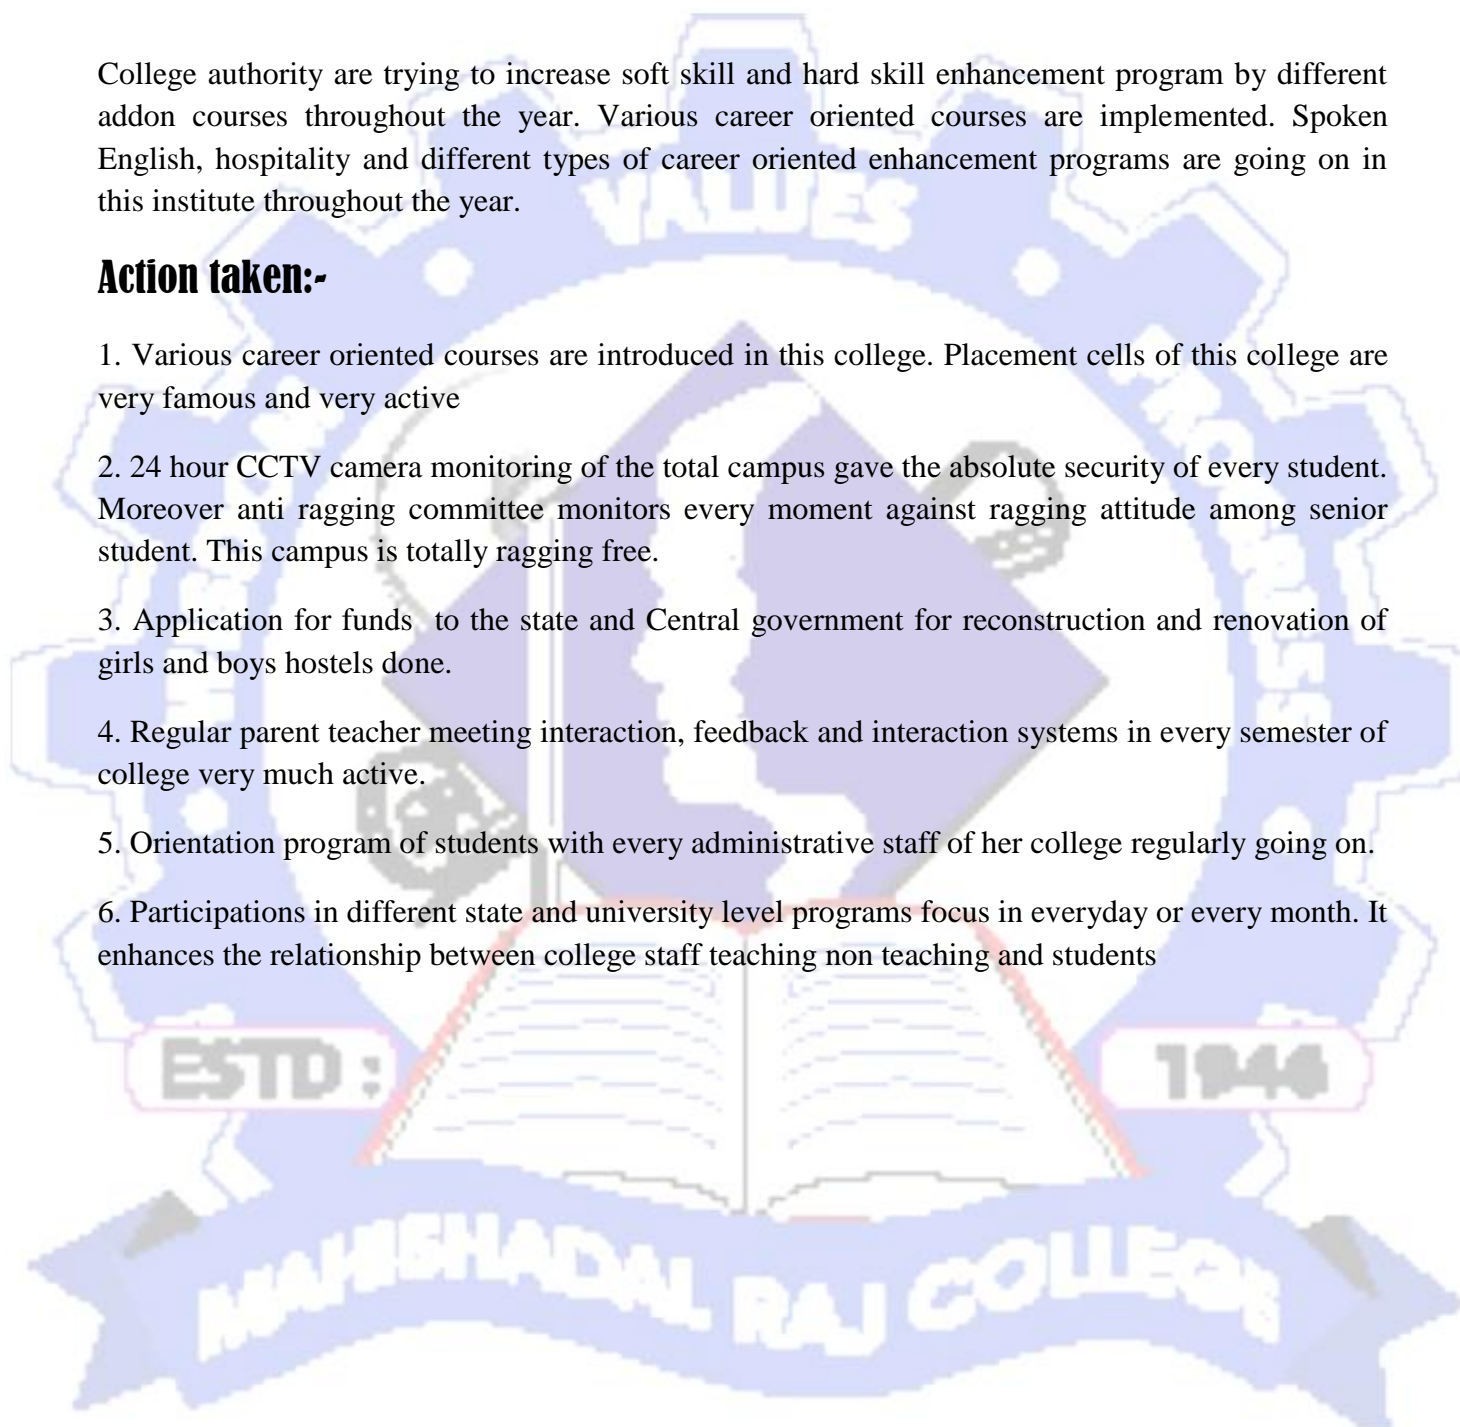 College authority are trying to increase soft skill and hard skill enhancement program by different
addon courses throughout the year. Various career oriented courses are implemented. Spoken
English, hospitality and different types of career oriented enhancement programs are going on in
this institute throughout the year.
Action taken:-
1. Various career oriented courses are introduced in this college. Placement cells of this college are
very famous and very active
2. 24 hour CCTV camera monitoring of the total campus gave the absolute security of every student.
Moreover anti ragging committee monitors every moment against ragging attitude among senior
student. This campus is totally ragging free.
3. Application for funds  to the state and Central government for reconstruction and renovation of
girls and boys hostels done.
4. Regular parent teacher meeting interaction, feedback and interaction systems in every semester of
college very much active.
5. Orientation program of students with every administrative staff of her college regularly going on.
6. Participations in different state and university level programs focus in everyday or every month. It
enhances the relationship between college staff teaching non teaching and students
WISDOM
VALUES
PROGRESS
ESTD : 1944
MAHISHADAL RAJ COLLEGE